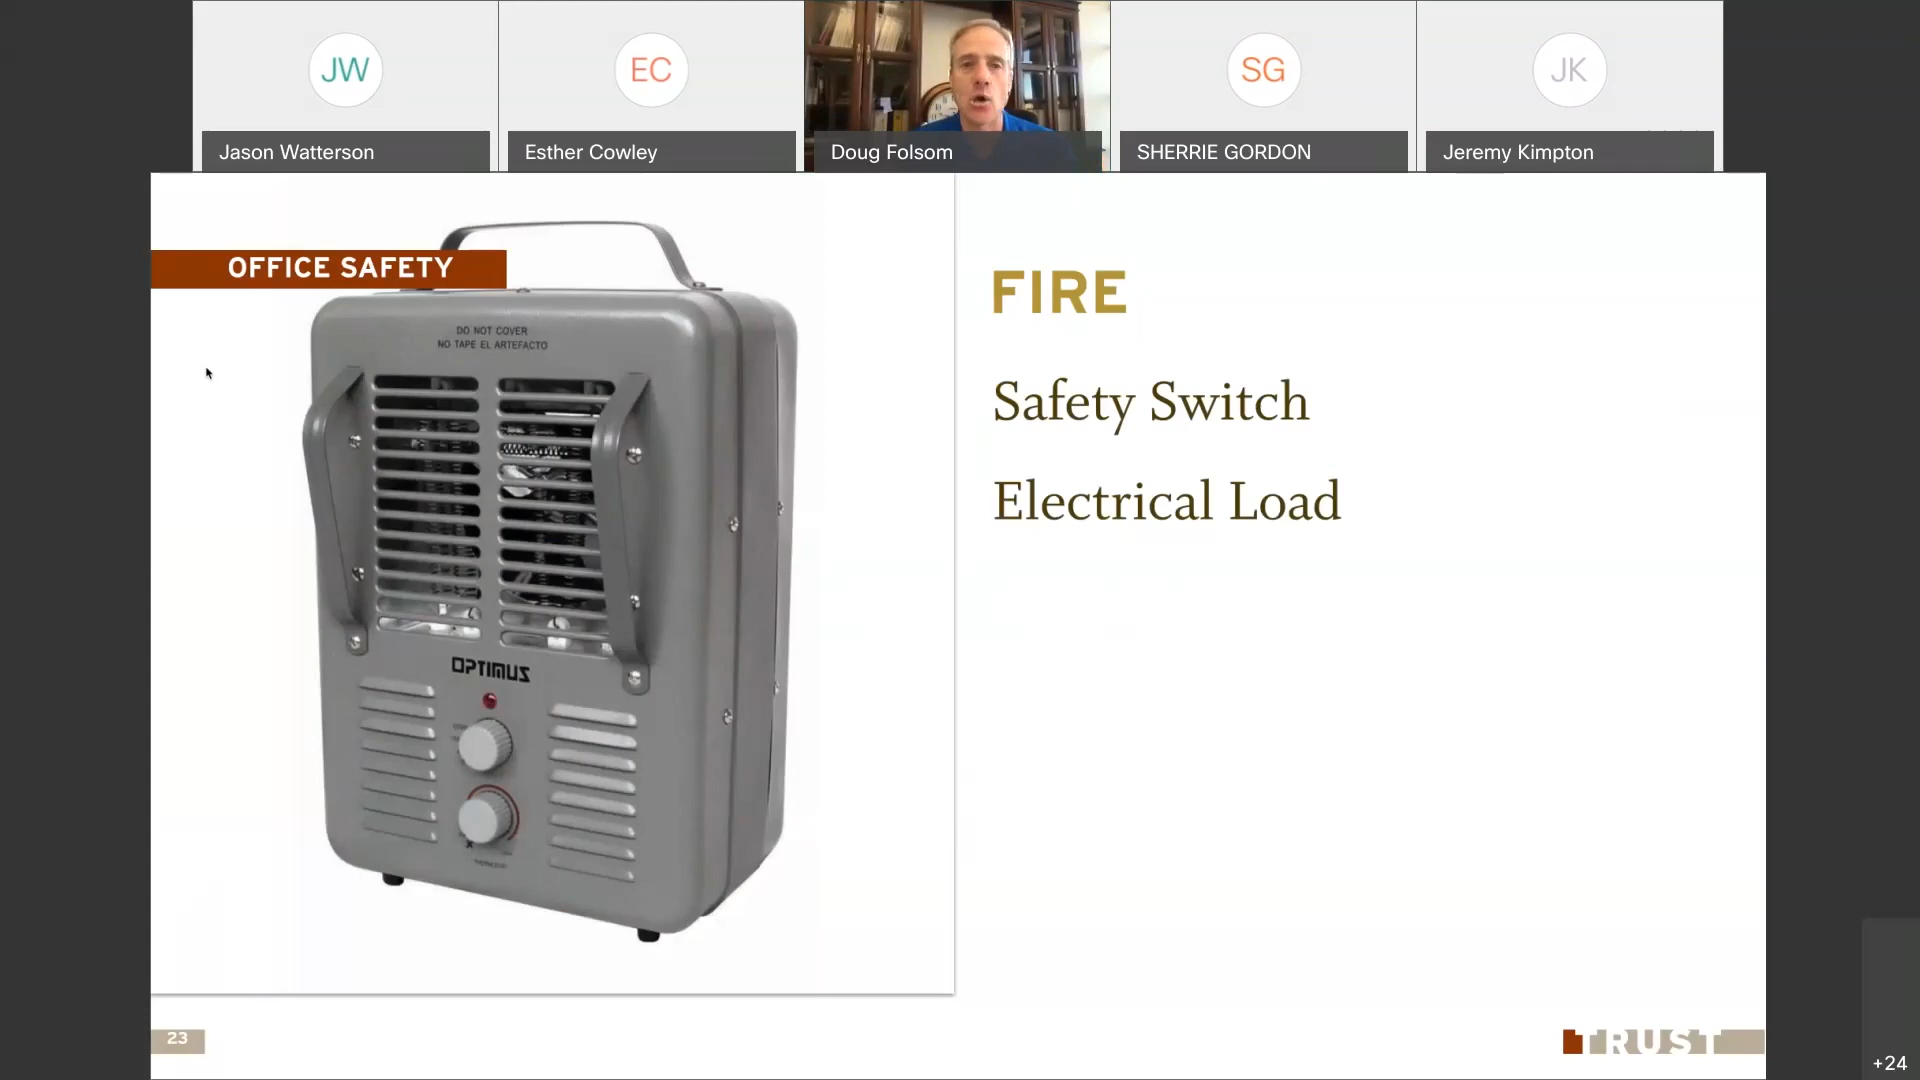 JW
EC
SG
JK
Jason Watterson
Esther Cowley
Doug Folsom
SHERRIE GORDON
Jeremy Kimpton
OFFICE SAFETY
DO NOT COVER
NO TAPE EL ARTEFACTO
OPTIMUS
FIRE
Safety Switch
Electrical Load
23
TRUST
+24